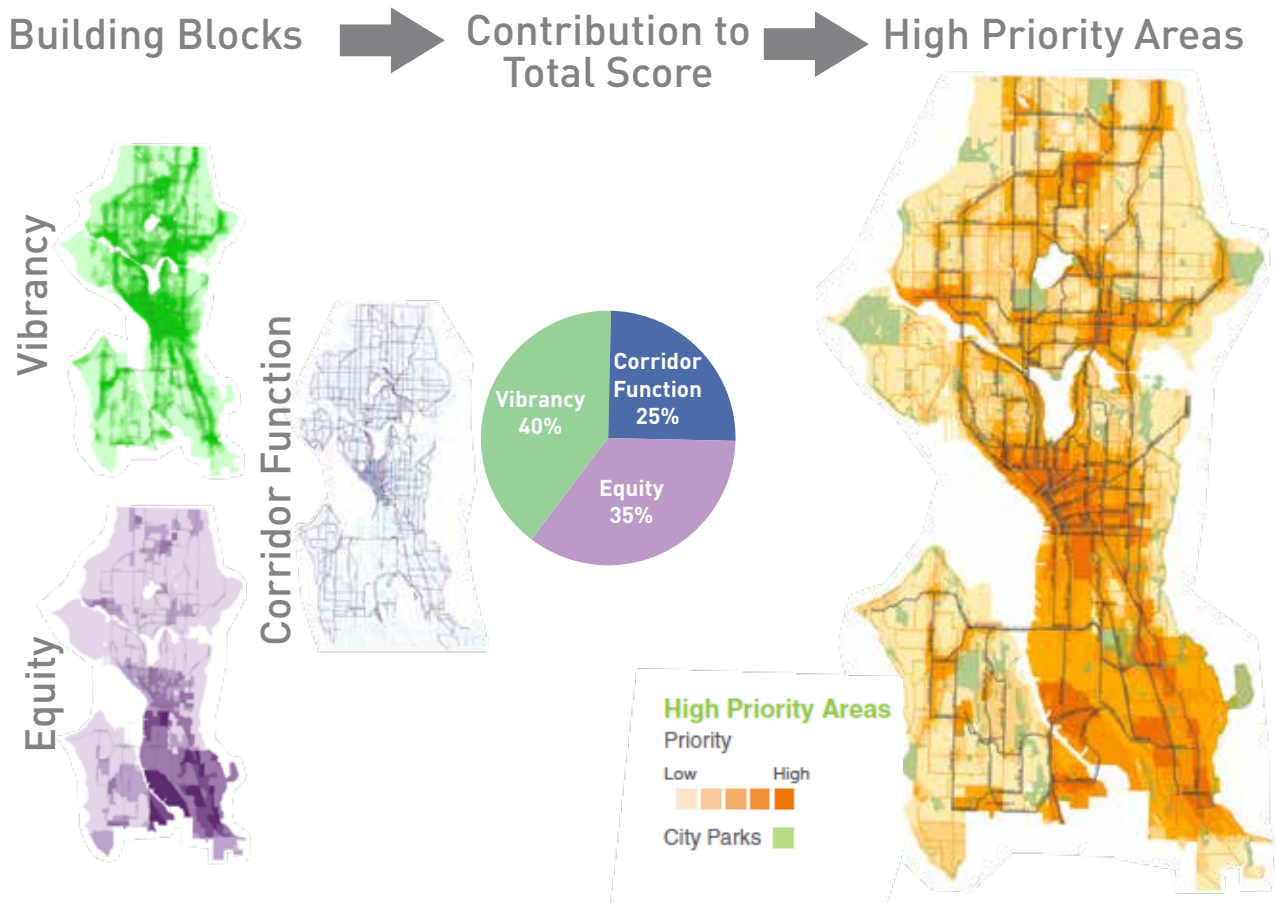 Building Blocks
Contribution to
Total Score
High Priority Areas
Vibrancy
Equity
Corridor Function
Vibrancy
40%
Corridor
Function
25%
Equity
35%
High Priority Areas
Priority
Low High
City Parks